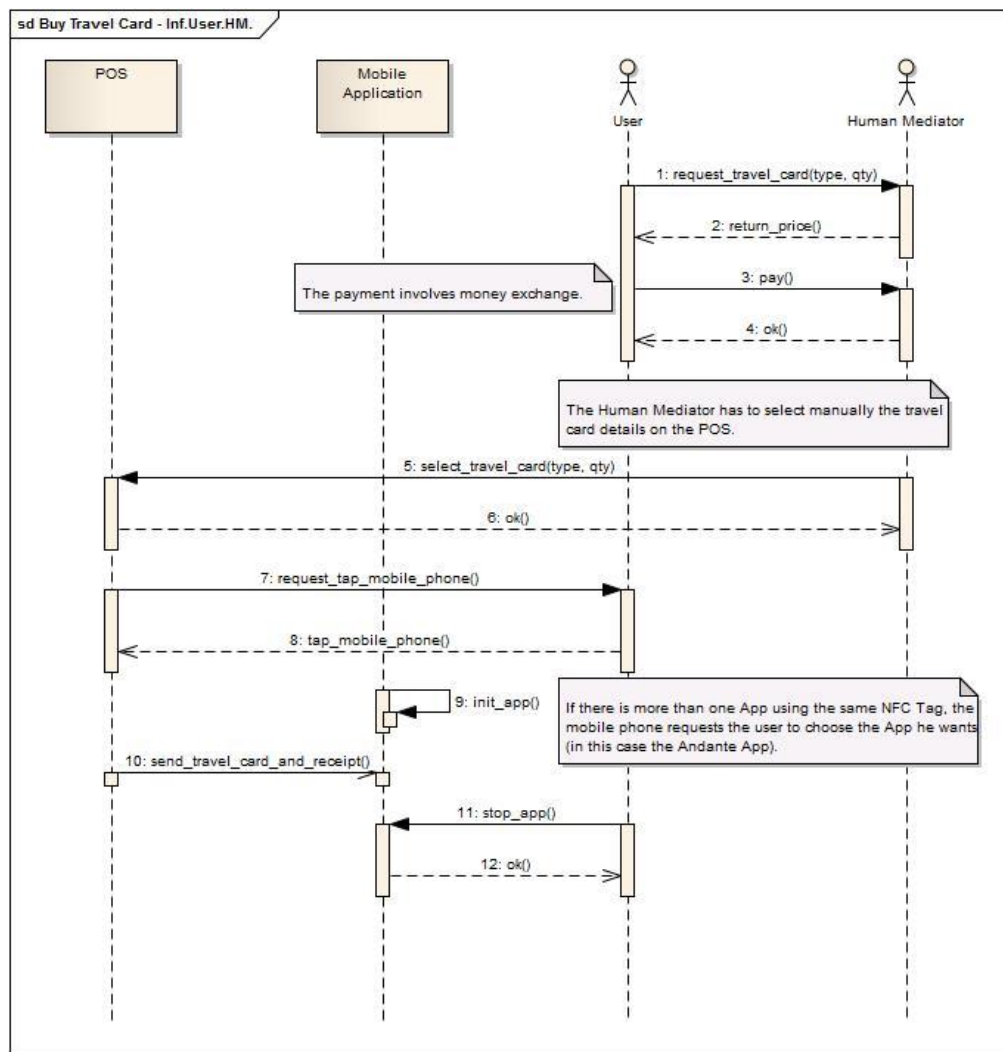 sd Buy Travel Card - Inf.User.HM.
POS
Mobile
Application
User
Human Mediator
1: request_travel_card(type, qty)
2: return_price()
The payment involves money exchange.
3: pay()
4: ok()
The Human Mediator has to select manually the travel
card details on the POS.
5: select_travel_card(type, qty)
6: ok()
7: request_tap_mobile_phone()
8: tap_mobile_phone()
9: init_app()
If there is more than one App using the same NFC Tag, the
mobile phone requests the user to choose the App he wants
(in this case the Andante App).
10: send_travel_card_and_receipt()
11: stop_app()
12: ok()